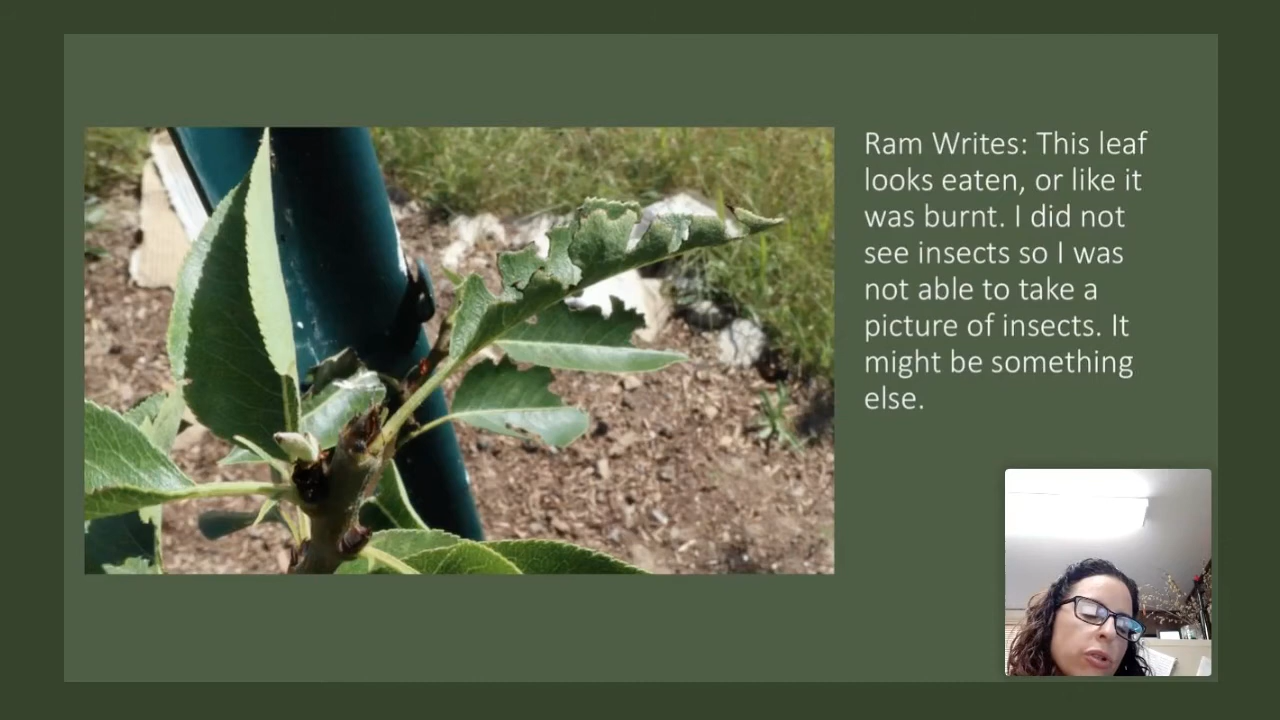 Ram Writes: This leaf
looks eaten, or like it
was burnt. I did not
see insects so I was
not able to take a
picture of insects. It
might be something
else.